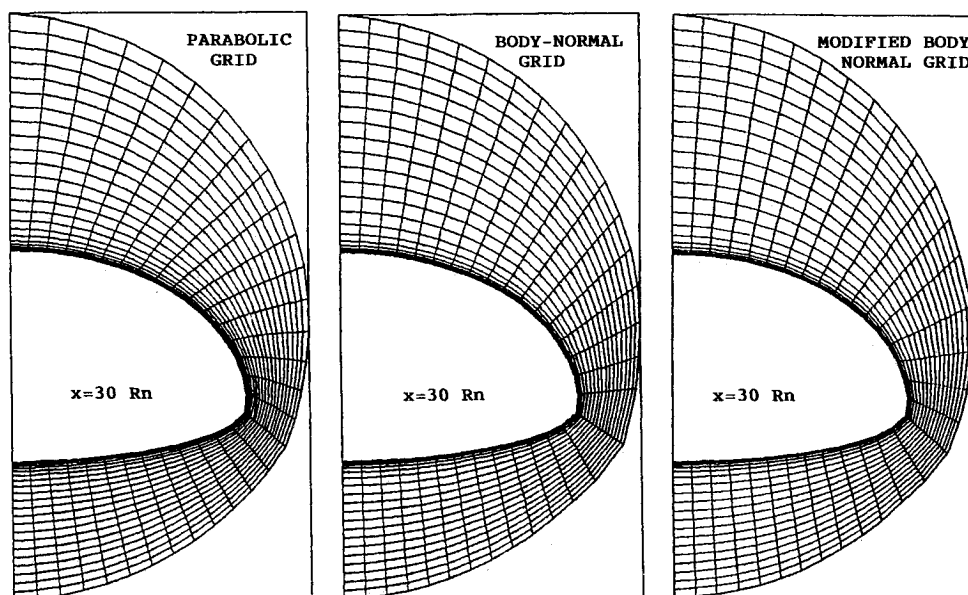 PARABOLIC
GRID
x=30 Rn
BODY-NORMAL
GRID
x=30 Rn
MODIFIED BODY
NORMAL GRID
x=30 Rn